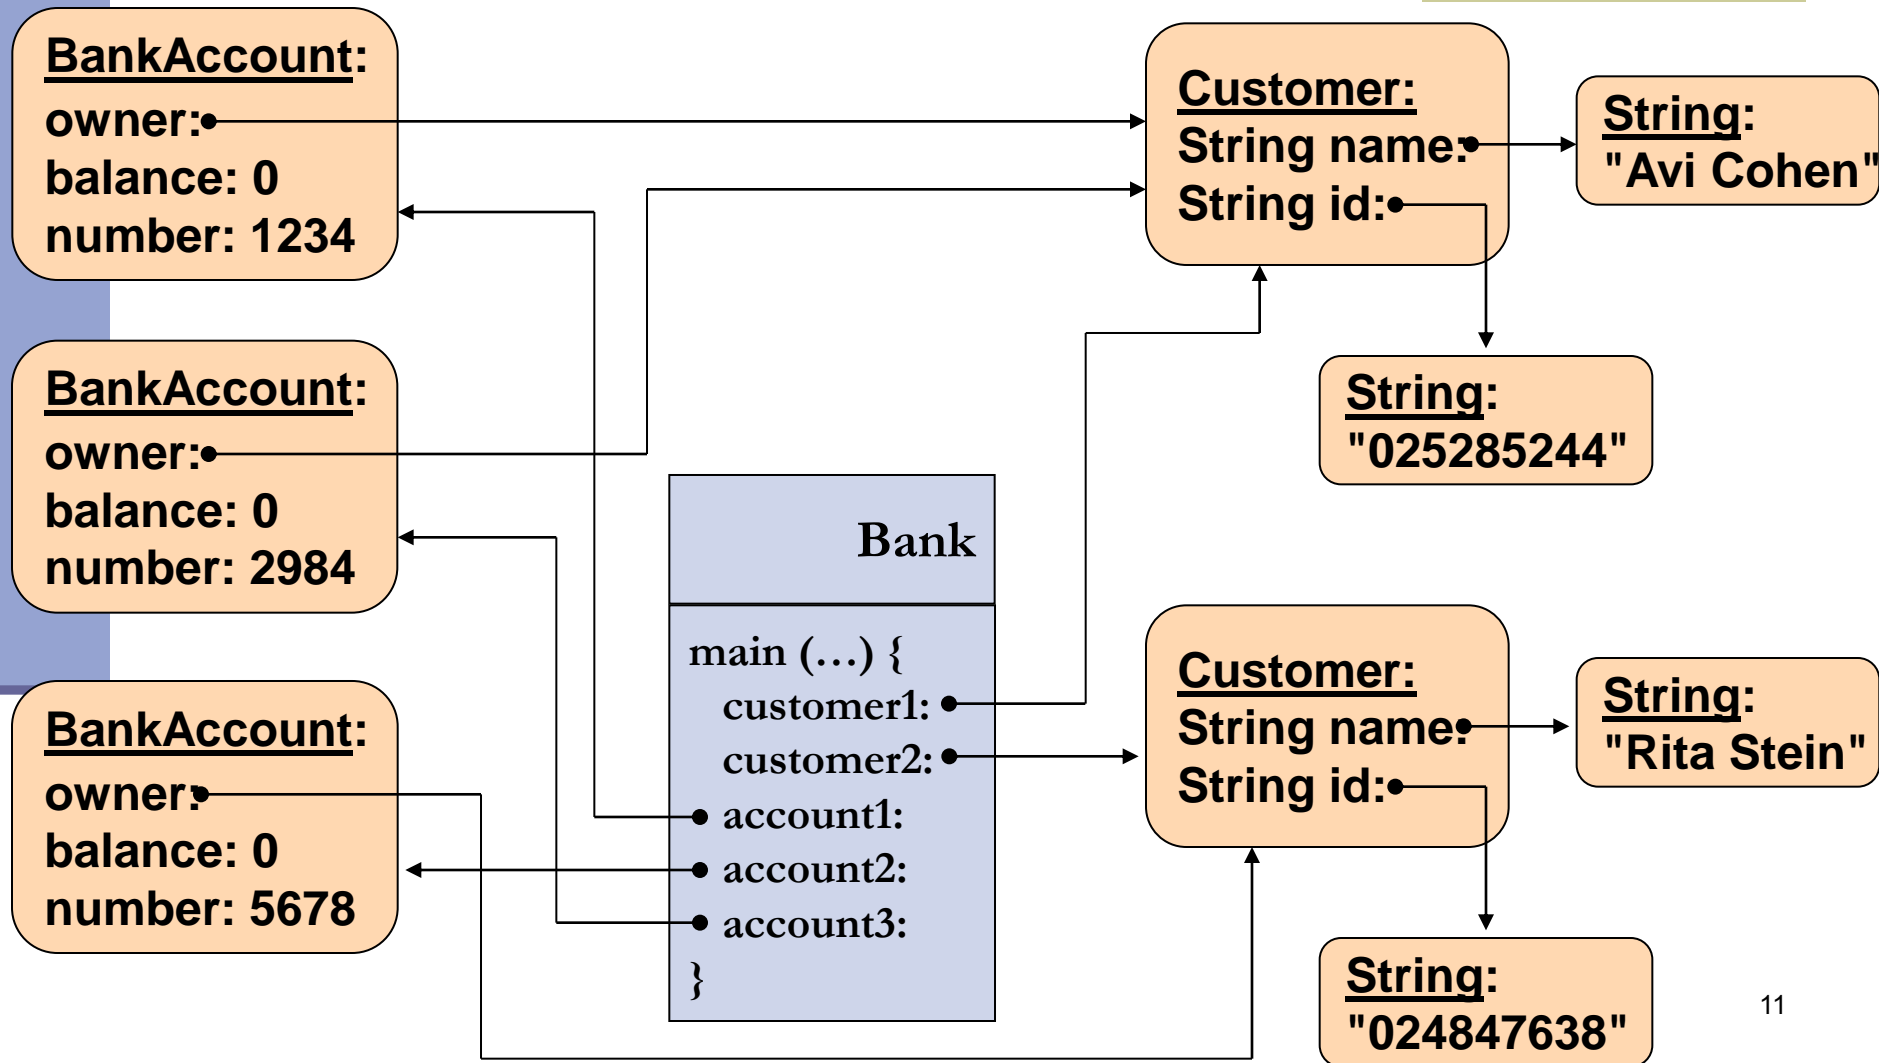 BankAccount:
owner:
balance: 0
number: 1234
Customer:
String name:
String id:
String:
"Avi Cohen"
String:
"025285244"
BankAccount:
owner:
balance: 0
number: 2984
Bank
main (…) {
customer1:
customer2:
account1:
account2:
account3:
}
BankAccount:
owner:
balance: 0
number: 5678
Customer:
String name:
String id:
String:
"Rita Stein"
String:
"024847638"
11